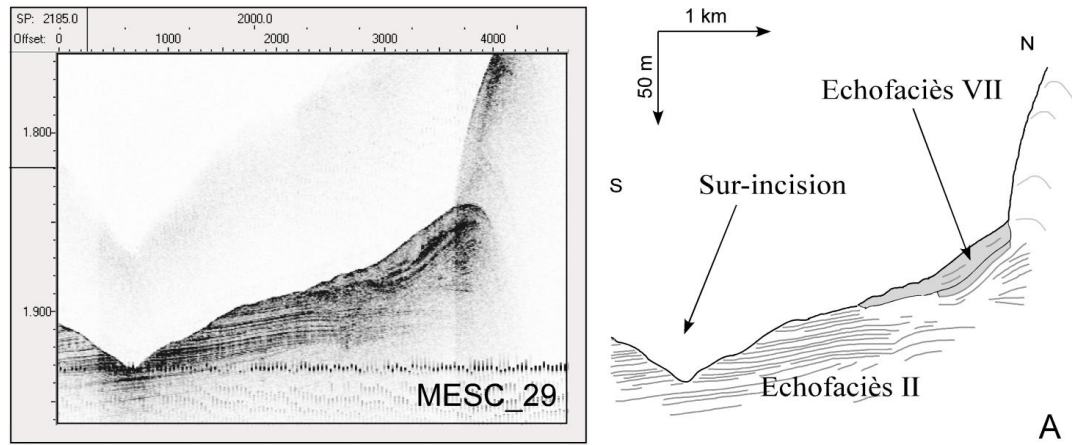 SP: 2185.0 2000.0
Offset: 0 1000 2000 3000 4000
1.800
1.900
MESC_29
1 km
50 m
N
Echofaciès VII
S
Sur-incision
Echofaciès II
A